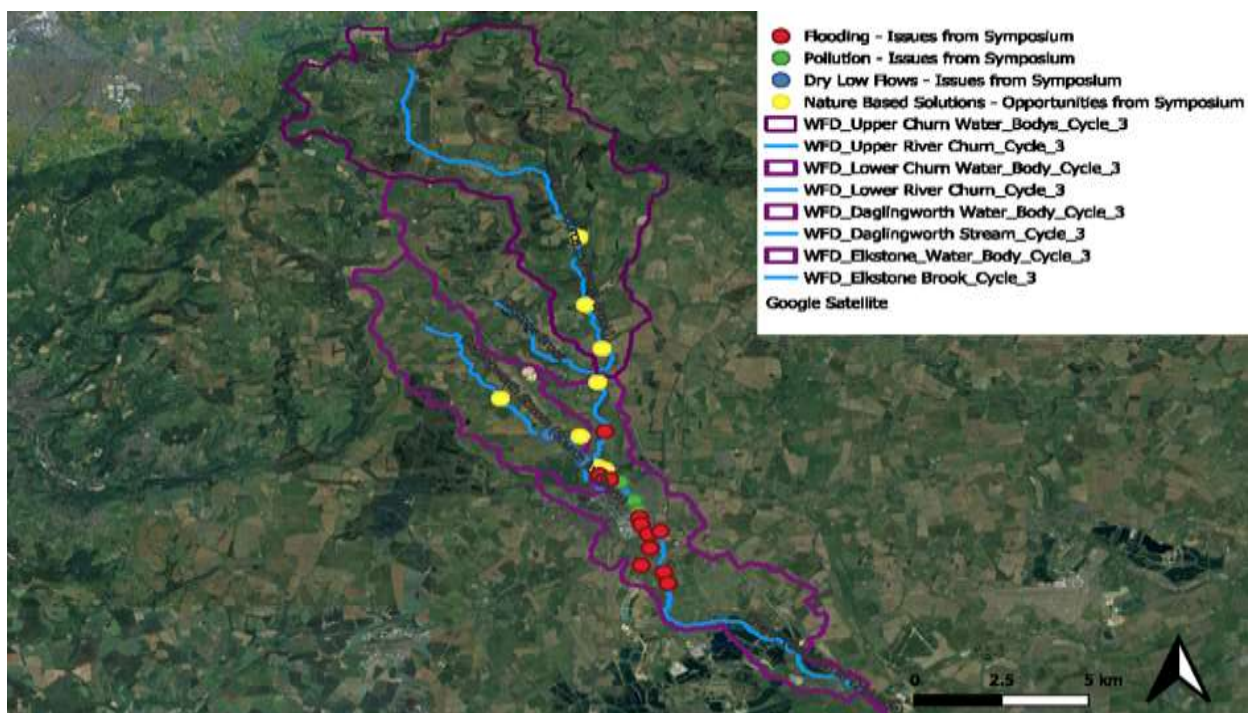 Flooding - Issues from Symposium
Pollution - Issues from Symposium
Dry Low Flows - Issues from Symposium
Nature Based Solutions - Opportunities from Symposium
WFD_Upper Churn Water_Bodys_Cycle_3
WFD_Upper River Churn_Cycle_3
WFD_Lower Churn Water_Body_Cycle_3
WFD_Lower River Churn_Cycle_3
WFD_Daglingworth Water_Body_Cycle_3
WFD_Daglingworth Stream_Cycle_3
WFD_Elkstone_Water_Body_Cycle_3
WFD_Elkstone Brook_Cycle_3
Google Satellite
0 2.5 5 km